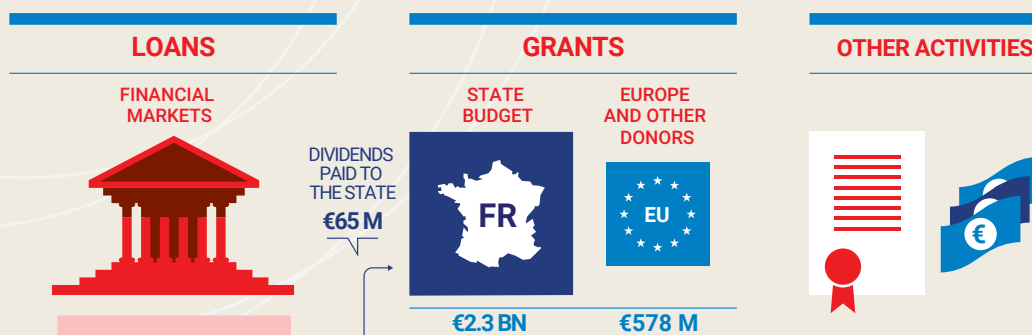 LOANS
FINANCIAL
MARKETS
DIVIDENDS
PAID TO
THE STATE
€65 M
GRANTS
STATE
BUDGET
FR
€2.3 BN
EUROPE
AND OTHER
DONORS
EU
€578 M
OTHER ACTIVITIES
€